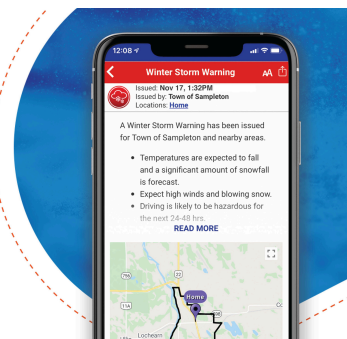 12:08
Winter Storm Warning
AA
Issued: Nov 17, 1:32PM
Issued by: Town of Sampleton
Locations: Home
A Winter Storm Warning has been issued
for Town of Sampleton and nearby areas.
• Temperatures are expected to fall
and a significant amount of snowfall
is forecast.
• Expect high winds and blowing snow.
• Driving is likely to be hazardous for
the next 24-48 hrs.
READ MORE
22
Home
11A
Lochearn